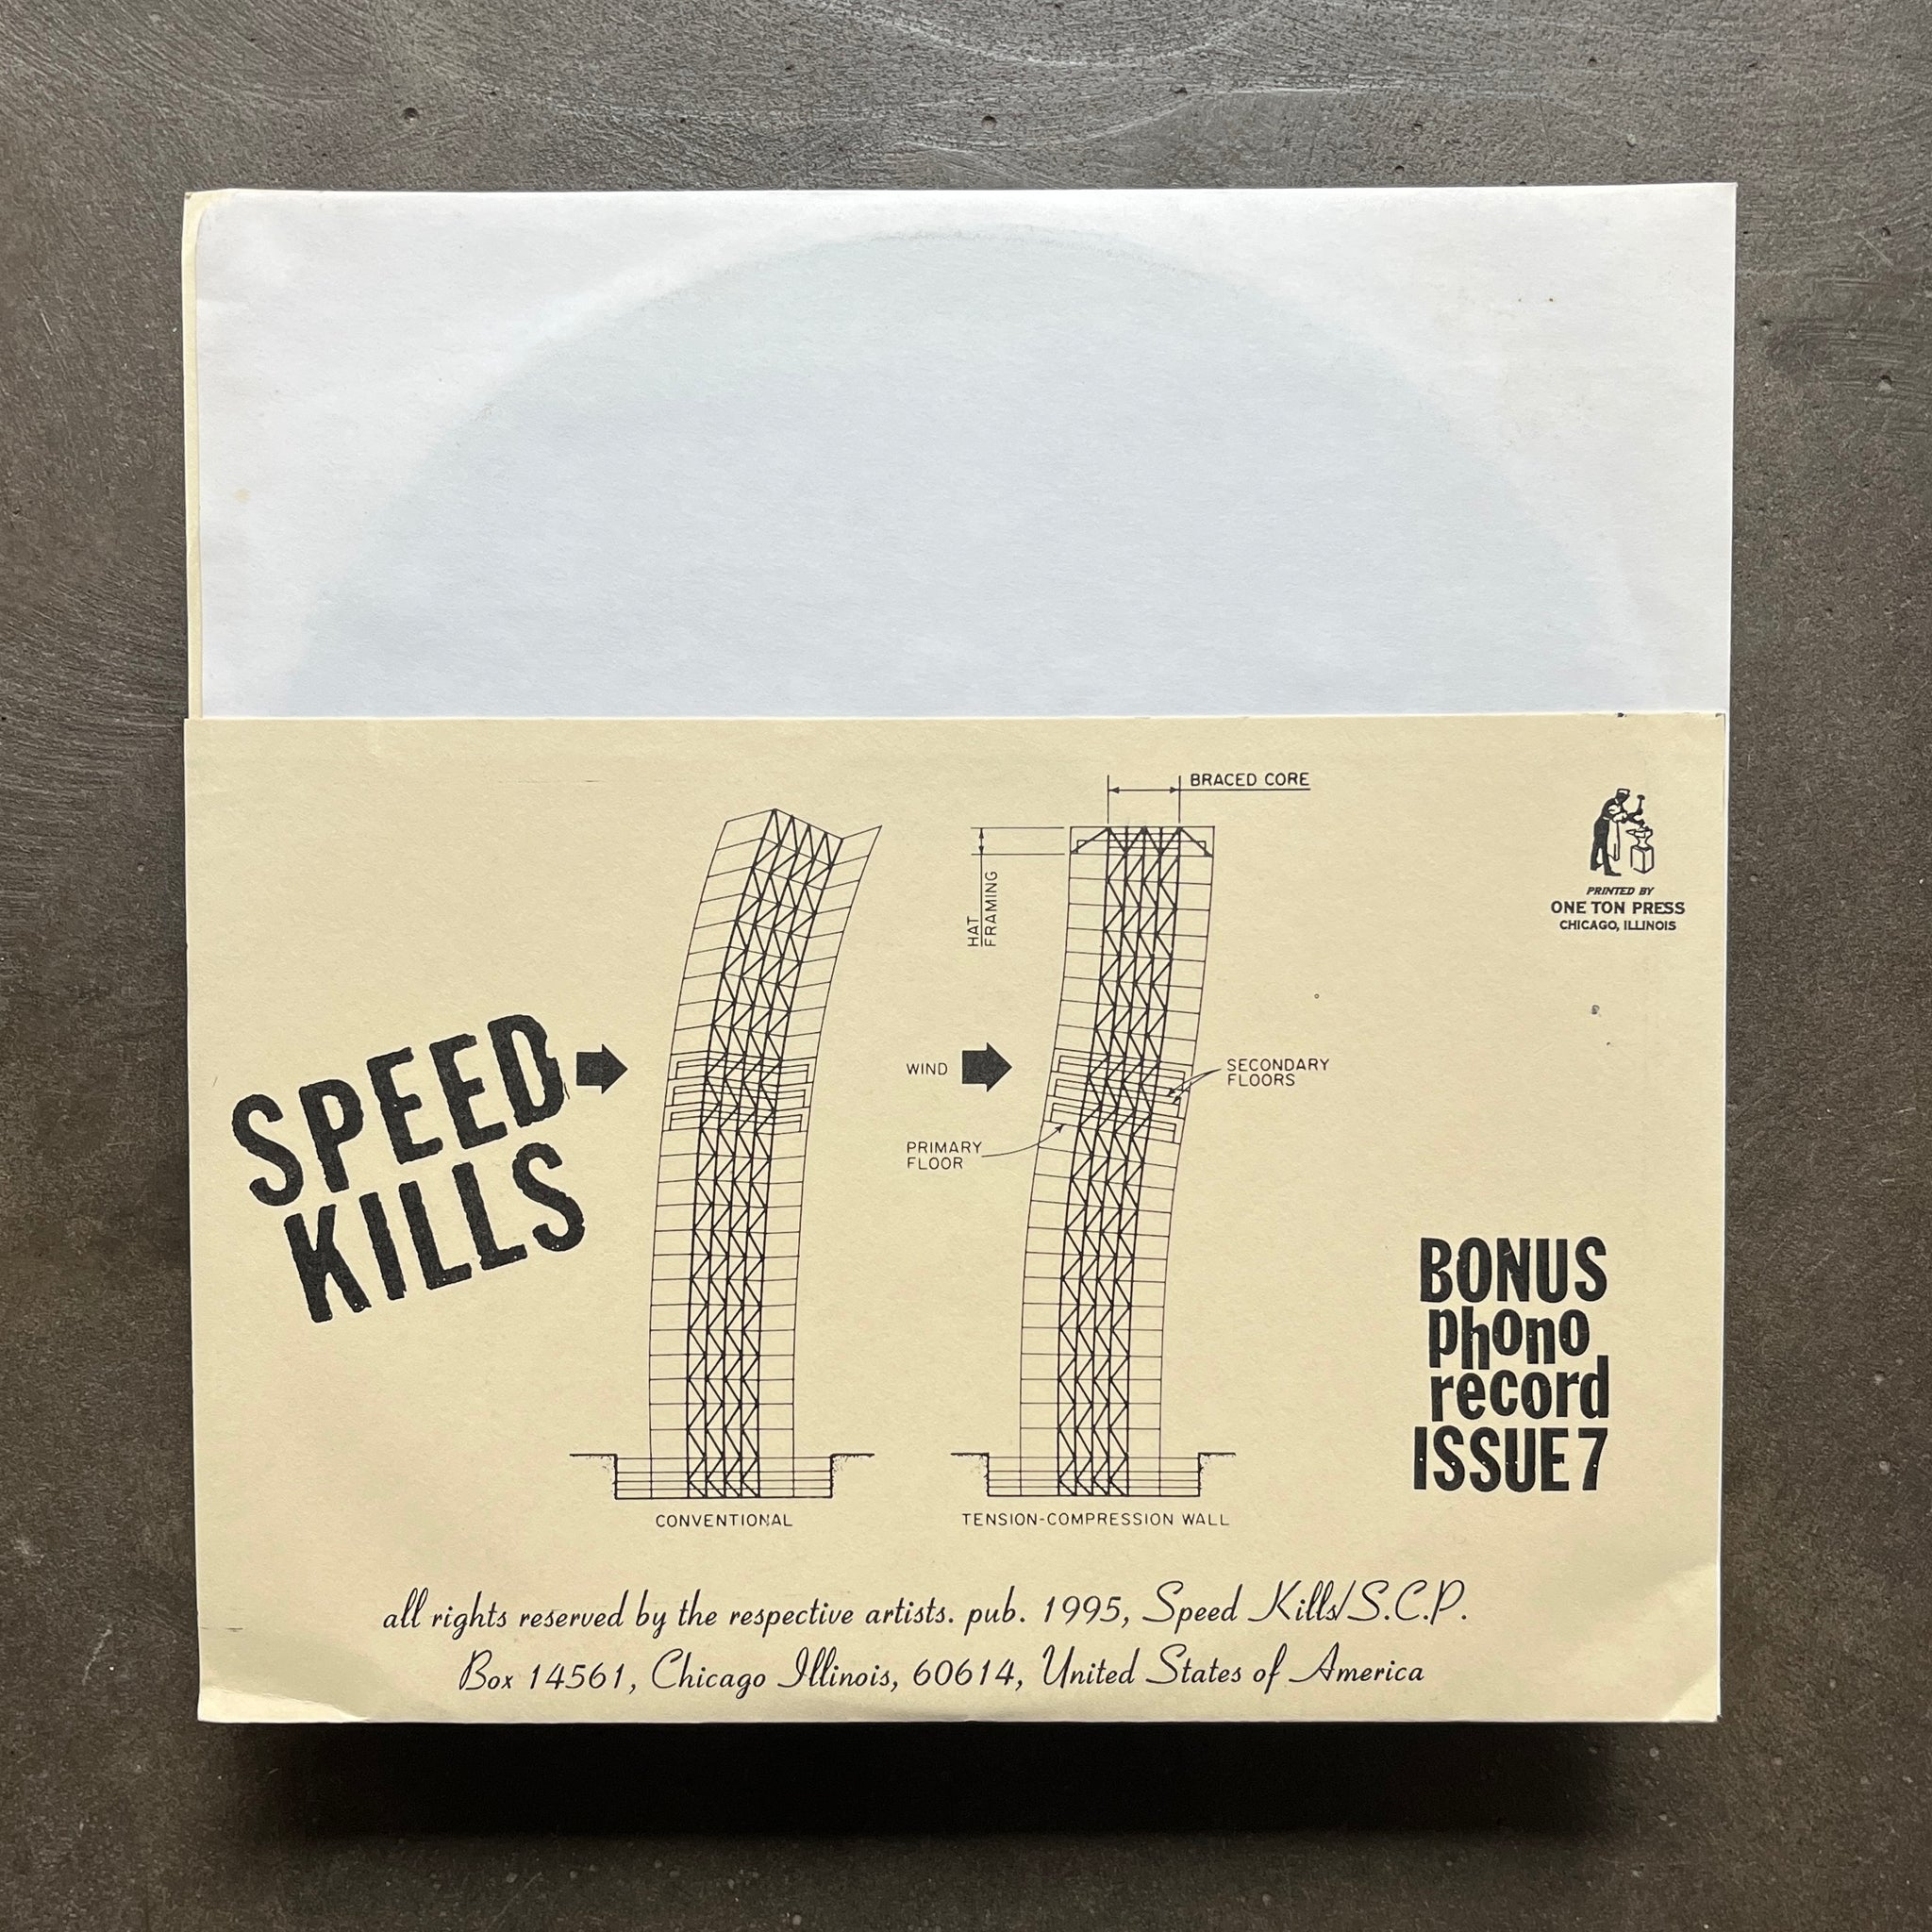 BRACED CORE
HAT
FRAMING
PRINTED BY
ONE TON PRESS
CHICAGO, ILLINOIS
SPEED
KILLS
WIND
SECONDARY
FLOORS
PRIMARY
FLOOR
BONUS
phono
record
ISSUE 7
CONVENTIONAL
TENSION-COMPRESSION WALL
all rights reserved by the respective artists. pub. 1995, Speed Kills/S.C.P.
Box 14561, Chicago Illinois, 60614, United States of America